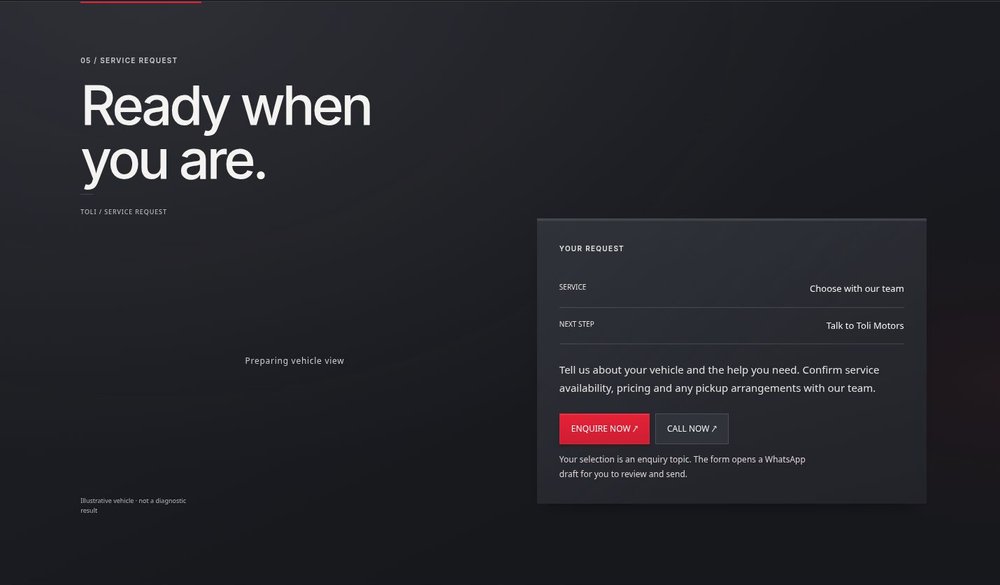 05 / SERVICE REQUEST
Ready when
you are.
TOLI / SERVICE REQUEST
Preparing vehicle view
Illustrative vehicle · not a diagnostic
result
YOUR REQUEST
SERVICE Choose with our team
NEXT STEP Talk to Toli Motors
Tell us about your vehicle and the help you need. Confirm service
availability, pricing and any pickup arrangements with our team.
ENQUIRE NOW ↗ CALL NOW ↗
Your selection is an enquiry topic. The form opens a WhatsApp
draft for you to review and send.